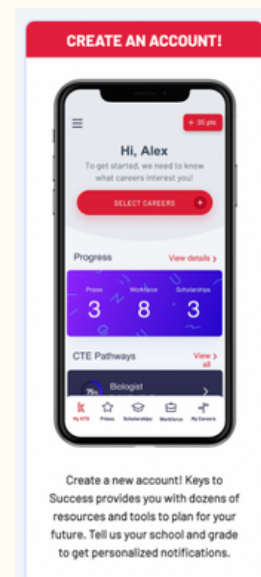 CREATE AN ACCOUNT!
+ 35 pts
Hi, Alex
To get started, we need to know
what careers interest you!
SELECT CAREERS
Progress
View details >
Prizes Workforce Scholarships
3 8 3
CTE Pathways
View >
all
75%
Biologist
My KTS Prizes Scholarships Workforce My Careers
Create a new account! Keys to
Success provides you with dozens of
resources and tools to plan for your
future. Tell us your school and grade
to get personalized notifications.